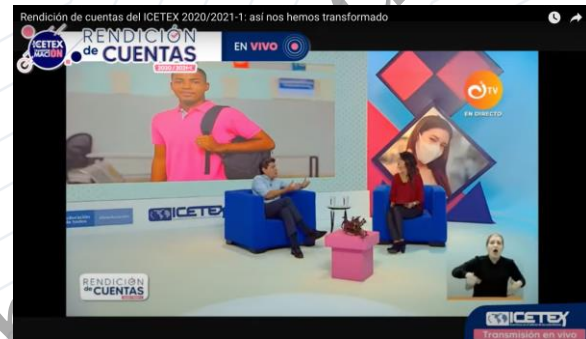 Rendición de cuentas del ICETEX 2020/2021-1: así nos hemos transformado
ICETEX
MACIÓN
RENDICIÓN
de CUENTAS
2020/2021-1
EN VIVO
TV
EN DIRECTO
ICETEX
RENDICIÓN
de CUENTAS
ICETEX
Transmisión en vivo